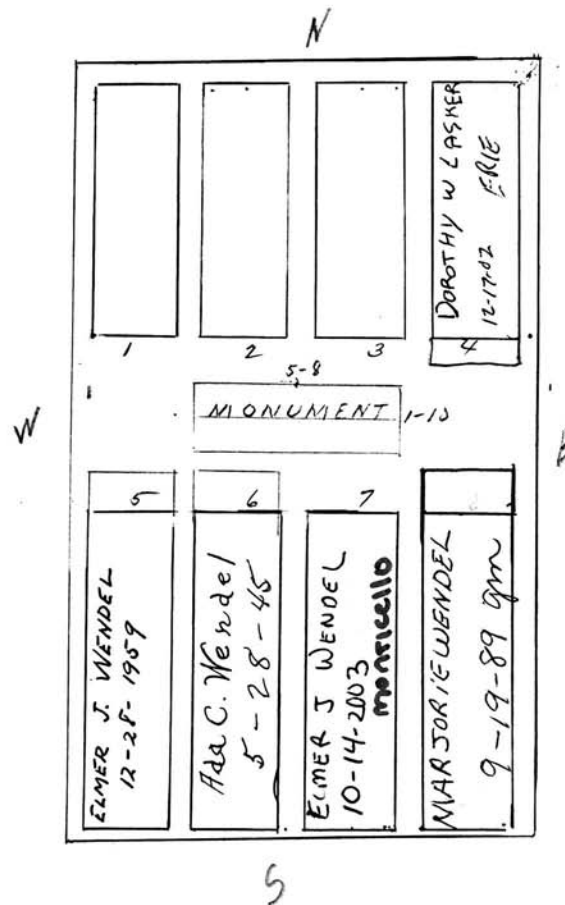 N
DOROTHY W LASKER
12-17-02 ERIE
1
2
3
4
5-8
MONUMENT 1-10
W
5
6
7
ELMER J. WENDEL
12-28-1959
Ada C. Wendel
5-28-45
ELMER J WENDEL
10-14-2003
monticello
MARJORIE WENDEL
9-19-89 gm
S